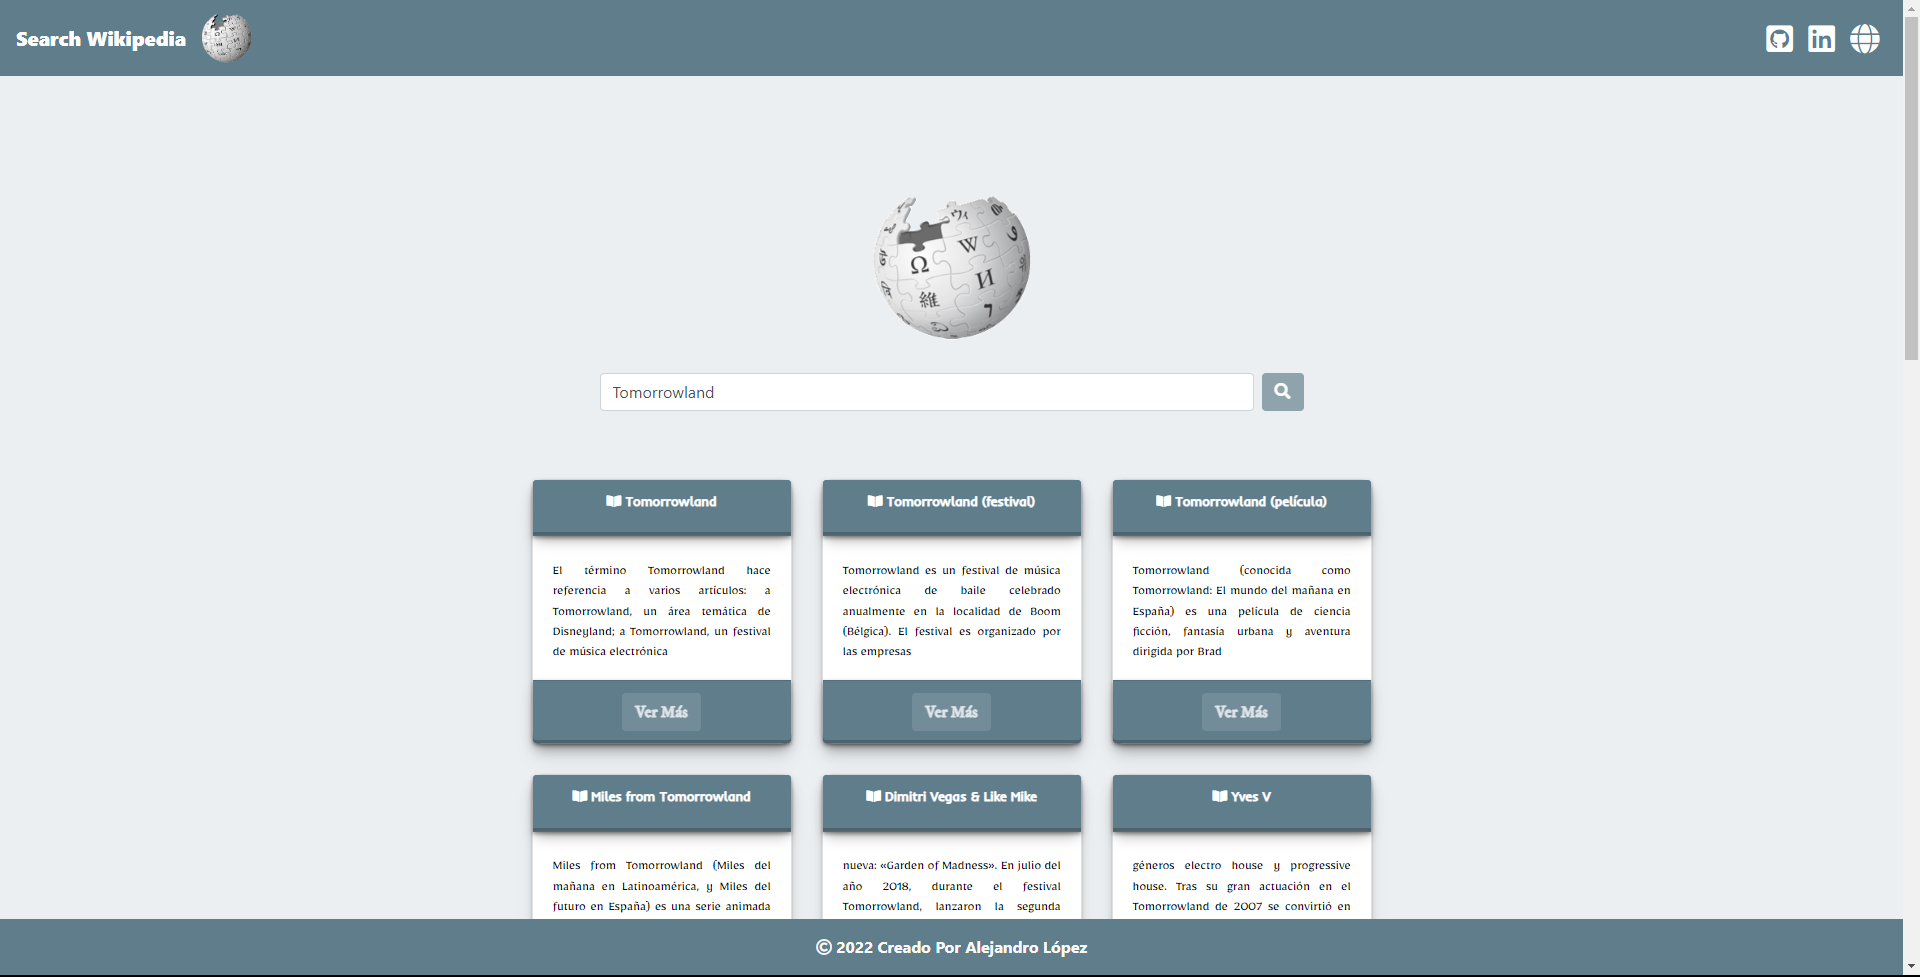 Search Wikipedia
Ω W И 維 ウィ 7
Tomorrowland
Tomorrowland
El término Tomorrowland hace
referencia a varios artículos: a
Tomorrowland, un área temática de
Disneyland; a Tomorrowland, un festival
de música electrónica
Ver Más
Tomorrowland (festival)
Tomorrowland es un festival de música
electrónica de baile celebrado
anualmente en la localidad de Boom
(Bélgica). El festival es organizado por
las empresas
Ver Más
Tomorrowland (película)
Tomorrowland (conocida como
Tomorrowland: El mundo del mañana en
España) es una película de ciencia
ficción, fantasía urbana y aventura
dirigida por Brad
Ver Más
Miles from Tomorrowland
Miles from Tomorrowland (Miles del
mañana en Latinoamérica, y Miles del
futuro en España) es una serie animada
Dimitri Vegas & Like Mike
nueva: «Garden of Madness». En julio del
año 2018, durante el festival
Tomorrowland, lanzaron la segunda
Yves V
géneros electro house y progressive
house. Tras su gran actuación en el
Tomorrowland de 2007 se convirtió en
© 2022 Creado Por Alejandro López